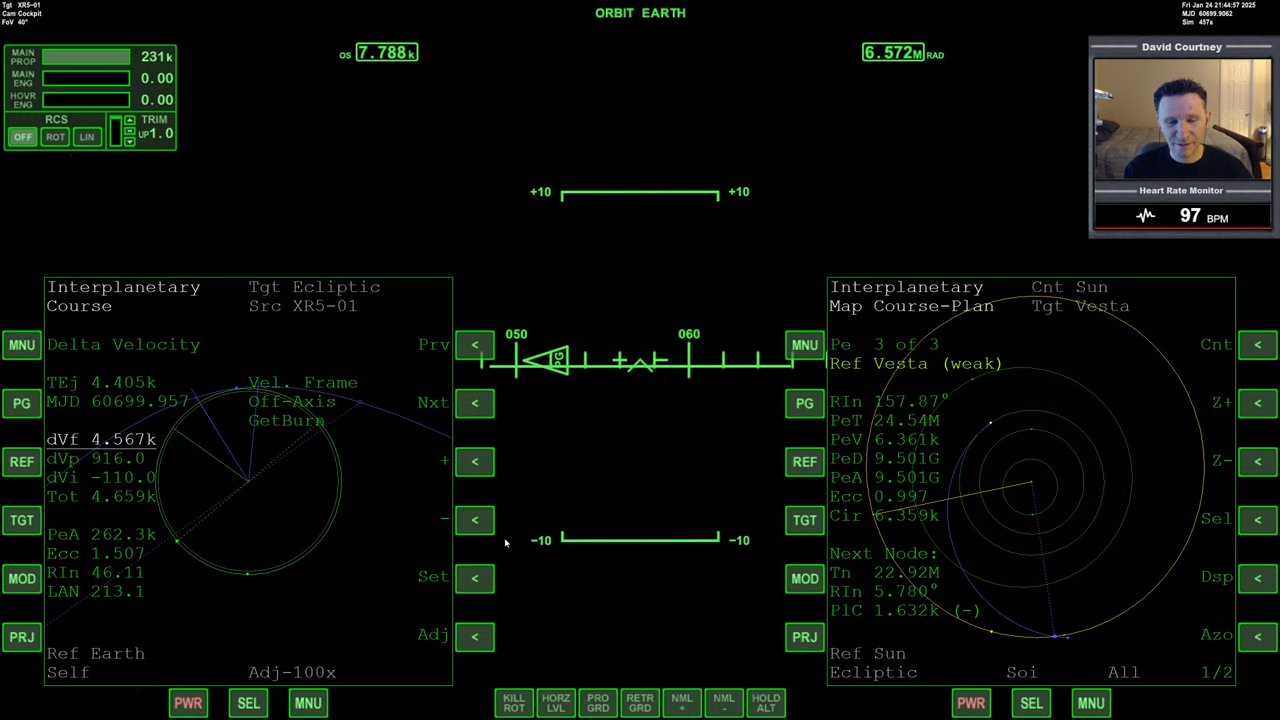 Tgt XR5-01
Cam Cockpit
FoV 40°
ORBIT EARTH
Fri Jan 24 21:44:57 2025
MJD 60699.9062
Sim 457s
MAIN PROP 231k
MAIN ENG 0.00
HOVR ENG 0.00
RCS
TRIM
OFF ROT LIN
UP 1.0
OS 7.788k
6.572M RAD
David Courtney
Heart Rate Monitor
97 BPM
+10 +10
050 060
PG
-10 -10
Interplanetary Tgt Ecliptic
Course Src XR5-01
MNU Delta Velocity Prv <
TEj 4.405k Vel. Frame
PG MJD 60699.957 Off-Axis Nxt <
GetBurn
dVf 4.567k
REF dVp 916.0 + <
dVi -110.0
Tot 4.659k
TGT - <
PeA 262.3k
Ecc 1.507
MOD RIn 46.11 Set <
LAN 213.1
PRJ Adj <
Ref Earth
Self Adj-100x
PWR SEL MNU
Interplanetary Cnt Sun
Map Course-Plan Tgt Vesta
MNU Pe 3 of 3 Cnt <
Ref Vesta (weak)
PG RIn 157.87° Z+ <
PeT 24.54M
PeV 6.361k
REF PeD 9.501G Z- <
PeA 9.501G
Ecc 0.997
TGT Cir 6.359k Sel <
Next Node:
MOD Tn 22.92M Dsp <
RIn 5.780°
PlC 1.632k (-)
PRJ Azo <
Ref Sun
Ecliptic Soi All 1/2
PWR SEL MNU
KILL ROT
HORZ LVL
PRO GRD
RETR GRD
NML +
NML -
HOLD ALT